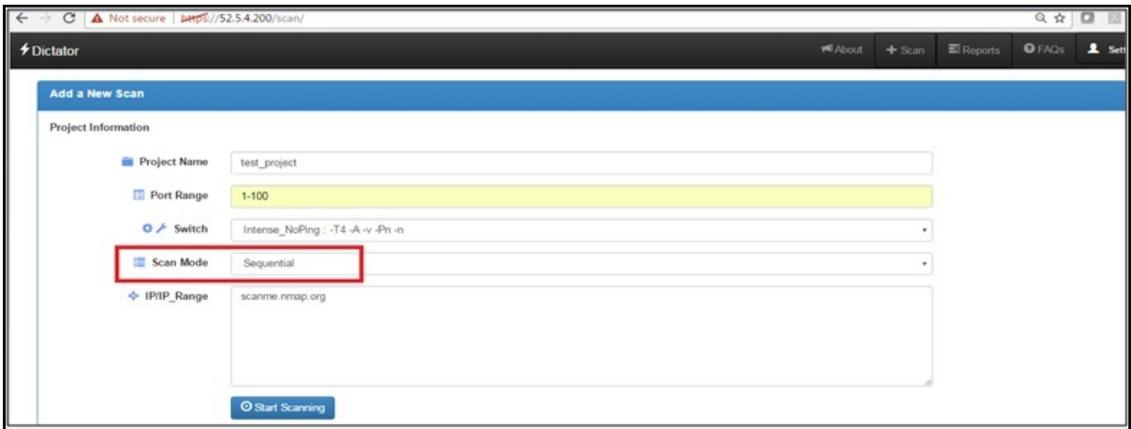 Not secure | https://52.5.4.200/scan/
Dictator
About
Scan
Reports
FAQs
Sett
Add a New Scan
Project Information
Project Name
test_project
Port Range
1-100
Switch
Intense_NoPing : -T4 -A -v -Pn -n
Scan Mode
Sequential
IP/IP_Range
scanme.nmap.org
Start Scanning